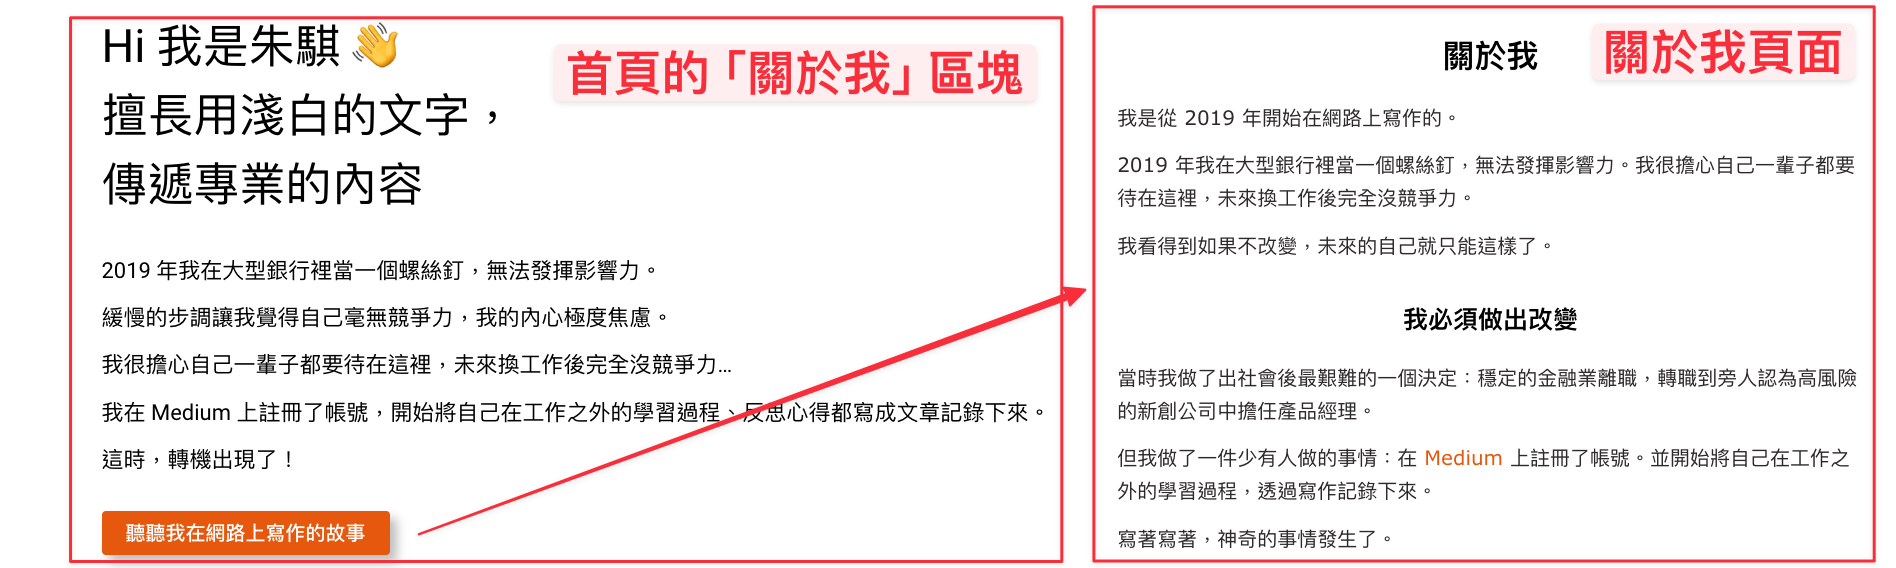 Hi 我是朱騏 👋
擅長用淺白的文字，
傳遞專業的內容
首頁的「關於我」區塊
2019 年我在大型銀行裡當一個螺絲釘，無法發揮影響力。
緩慢的步調讓我覺得自己毫無競爭力，我的內心極度焦慮。
我很擔心自己一輩子都要待在這裡，未來換工作後完全沒競爭力...
我在 Medium 上註冊了帳號，開始將自己在工作之外的學習過程、反思心得都寫成文章記錄下來。
這時，轉機出現了！
聽聽我在網路上寫作的故事
關於我
關於我頁面
我是從 2019 年開始在網路上寫作的。
2019 年我在大型銀行裡當一個螺絲釘，無法發揮影響力。我很擔心自己一輩子都要
待在這裡，未來換工作後完全沒競爭力。
我看得到如果不改變，未來的自己就只能這樣了。
我必須做出改變
當時我做了出社會後最艱難的一個決定：穩定的金融業離職，轉職到旁人認為高風險
的新創公司中擔任產品經理。
但我做了一件少有人做的事情：在 Medium 上註冊了帳號。並開始將自己在工作之
外的學習過程，透過寫作記錄下來。
寫著寫著，神奇的事情發生了。